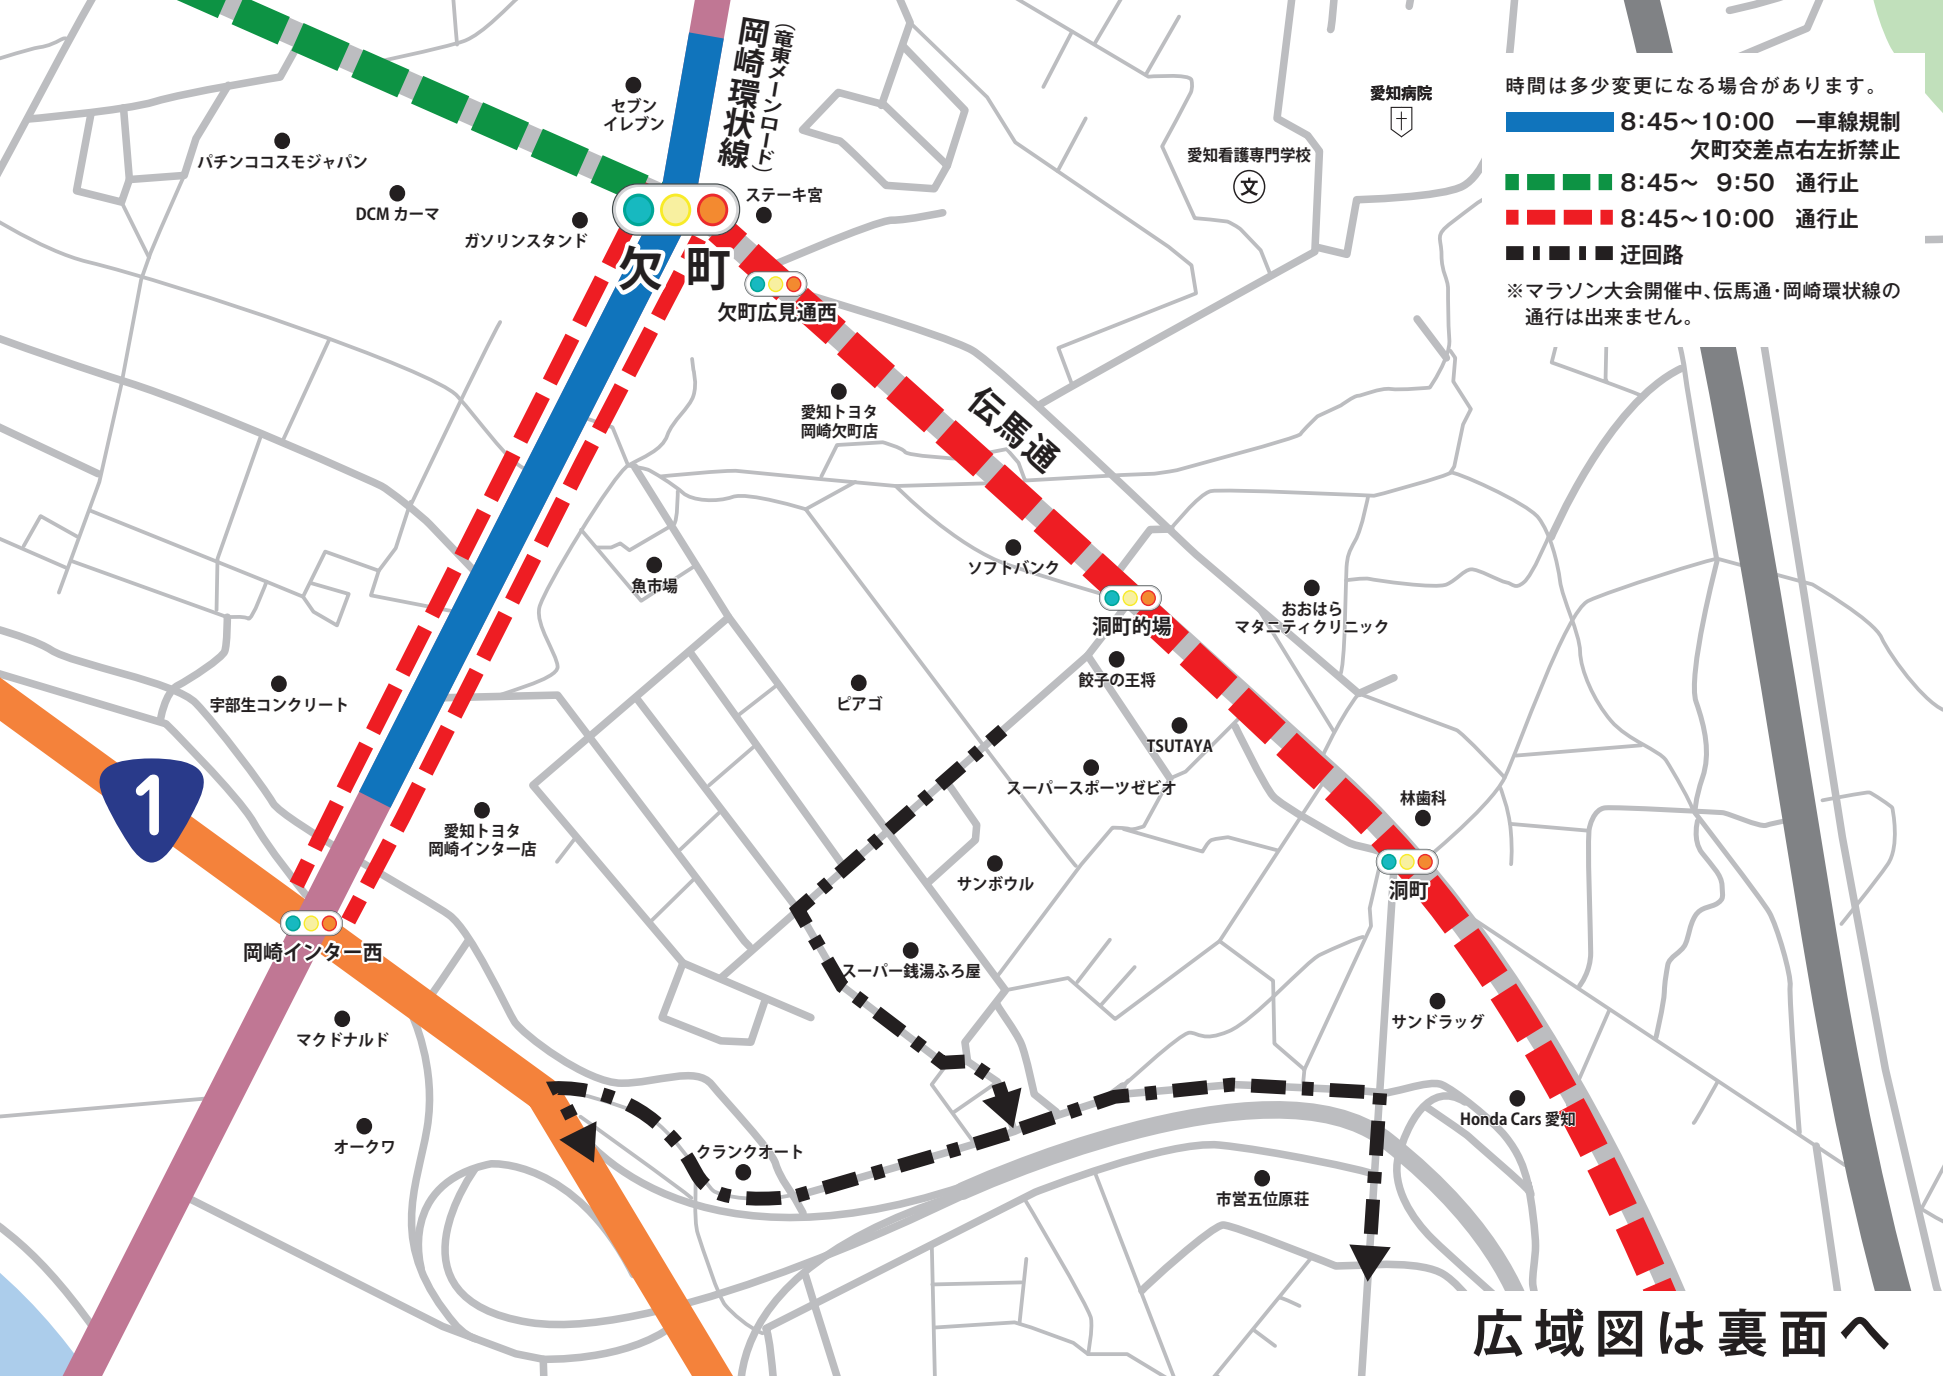 岡崎環状線
（竜東メーンロード）
セブン
イレブン
愛知病院
時間は多少変更になる場合があります。
8:45～10:00　一車線規制
欠町交差点右左折禁止
8:45～ 9:50　通行止
8:45～10:00　通行止
迂回路
※マラソン大会開催中、伝馬通・岡崎環状線の
通行は出来ません。
パチンココスモジャパン
愛知看護専門学校
文
DCM カーマ
ステーキ宮
ガソリンスタンド
欠町
欠町広見通西
愛知トヨタ
岡崎欠町店
伝馬通
ソフトバンク
魚市場
おおはら
マタニティクリニック
洞町的場
餃子の王将
宇部生コンクリート
ピアゴ
TSUTAYA
スーパースポーツゼビオ
1
林歯科
愛知トヨタ
岡崎インター店
サンボウル
洞町
岡崎インター西
スーパー銭湯ふろ屋
マクドナルド
サンドラッグ
Honda Cars 愛知
オークワ
クランクオート
市営五位原荘
広域図は裏面へ